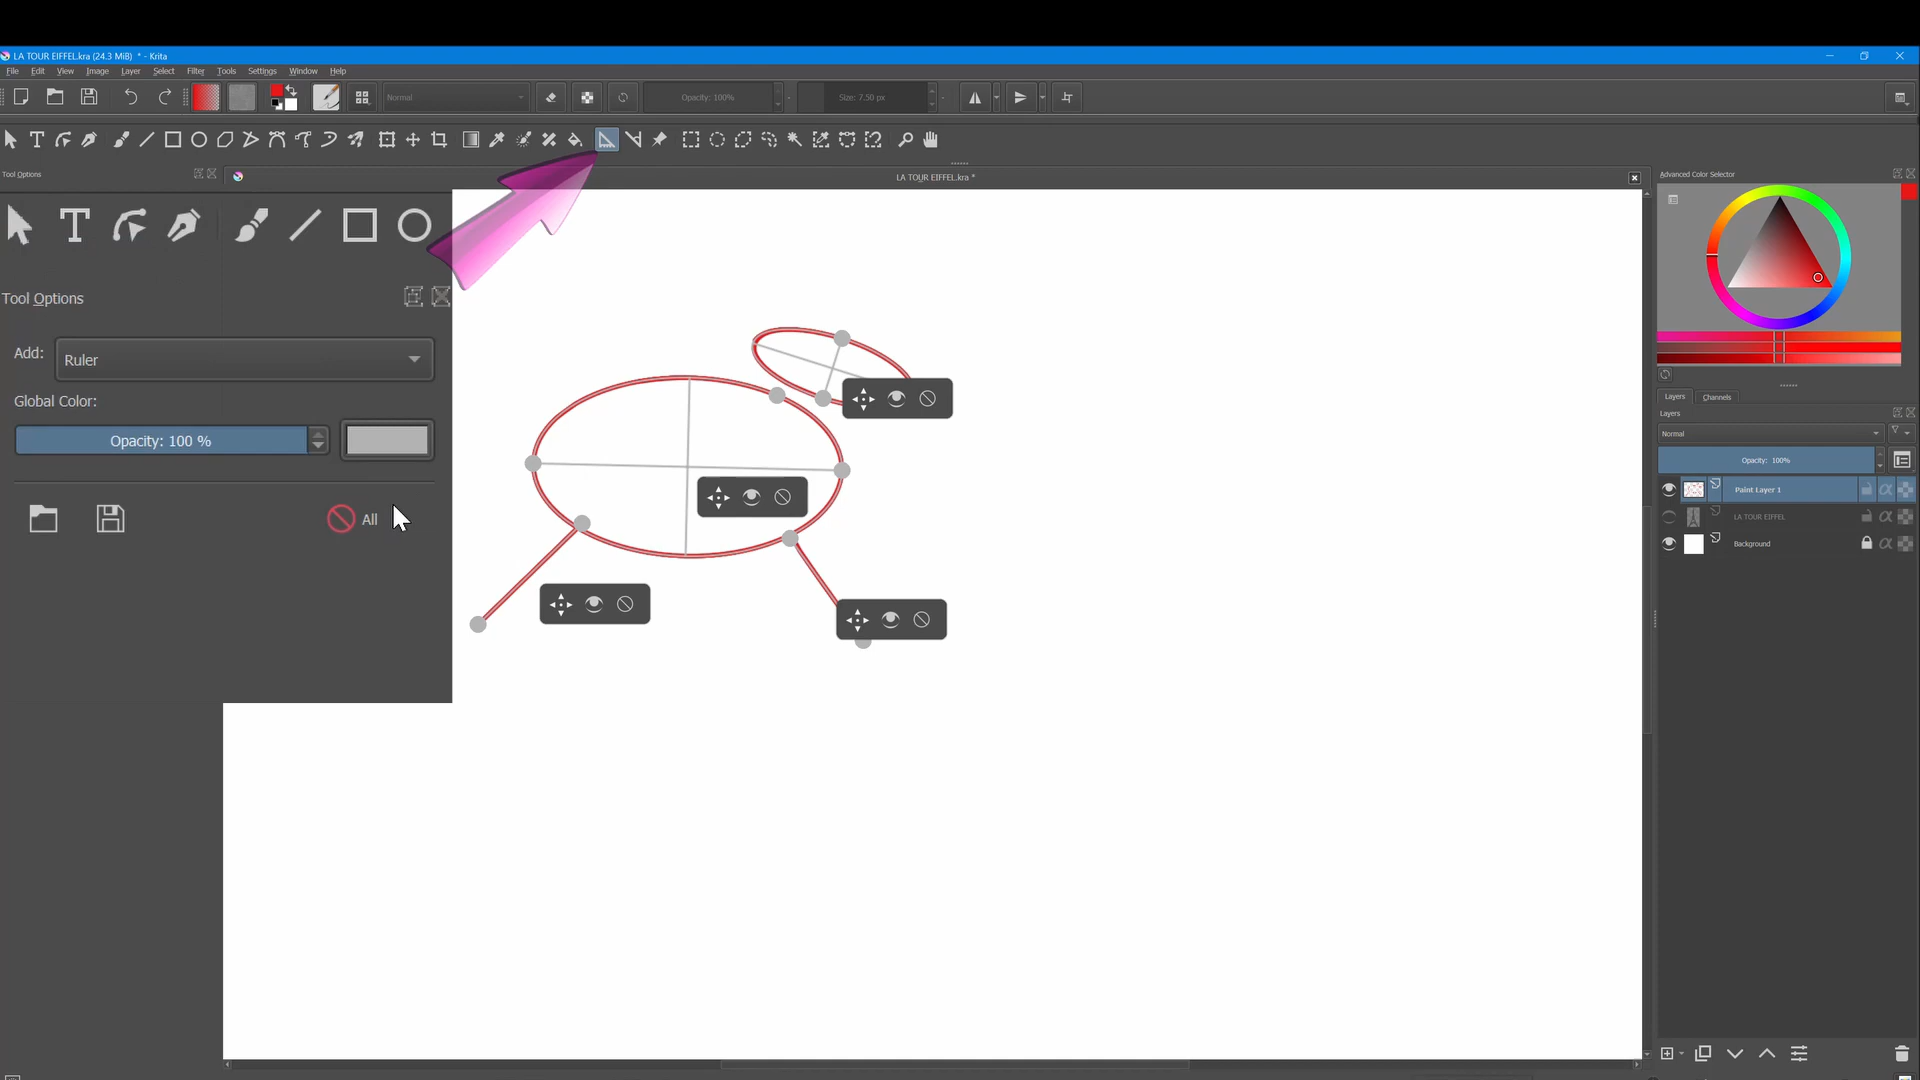 LA TOUR EIFFEL.kra (24.3 MiB) * - Krita
File Edit View Image Layer Select Filter Tools Settings Window Help
Normal Opacity: 100% Size: 7.50 px
T
Tool Options
LA TOUR EIFFEL.kra *
Advanced Color Selector
T
Tool Options
Add: Ruler
Global Color:
Opacity: 100 %
All
Layers Channels
Layers
Normal
Opacity: 100%
Paint Layer 1
LA TOUR EIFFEL
Background